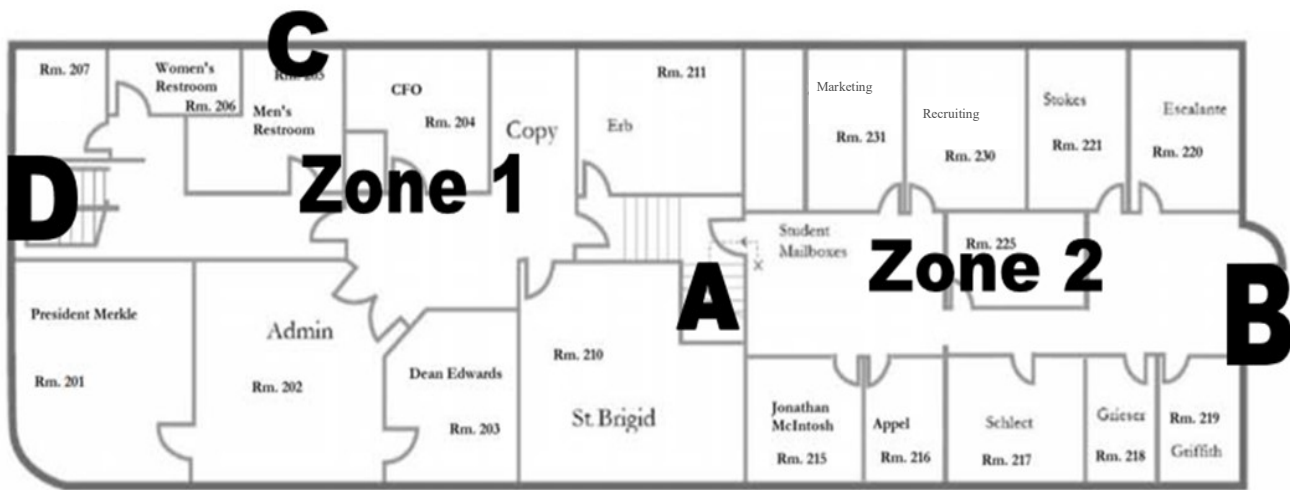 C
Rm. 207
Women's
Restroom
Rm. 206
Men's
Restroom
CFO
Rm. 204
Copy
Rm. 211
Erb
Marketing
Rm. 231
Recruiting
Rm. 230
Stokes
Rm. 221
Escalante
Rm. 220
D
Zone 1
Student
Mailboxes
X
Rm. 225
Zone 2
A
B
President Merkle
Rm. 201
Admin
Rm. 202
Dean Edwards
Rm. 203
Rm. 210
St. Brigid
Jonathan
McIntosh
Rm. 215
Appel
Rm. 216
Schlect
Rm. 217
Grieser
Rm. 218
Rm. 219
Griffith